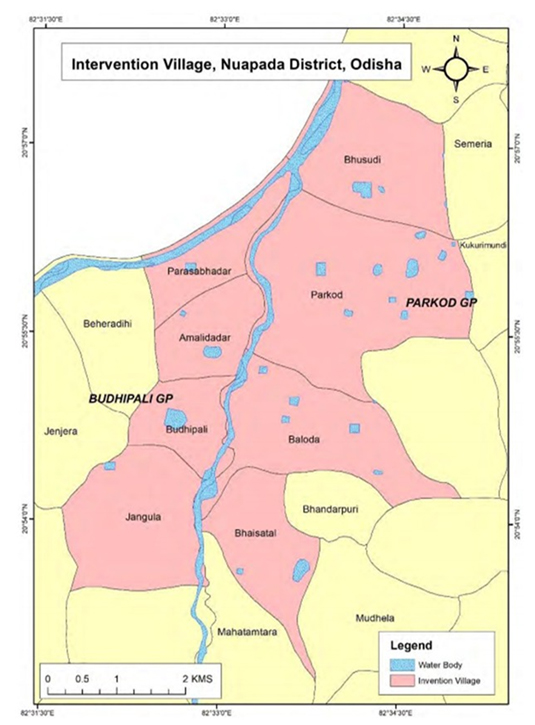 82°31'30"E 82°33'0"E 82°34'30"E
Intervention Village, Nuapada District, Odisha
N
W E
S
20°57'0"N
20°57'0"N
Bhusudi
Semeria
Kukurimundi
Parasabhadar
Parkod
PARKOD GP
Beheradihi
Amalidadar
20°55'30"N
20°55'30"N
BUDHIPALI GP
Budhipali
Jenjera
Baloda
Bhandarpuri
Jangula
20°54'0"N
20°54'0"N
Bhaisatal
Mudhela
Mahatamtara
Legend
Water Body
Invention Village
0 0.5 1 2 KMS
82°31'30"E 82°33'0"E 82°34'30"E